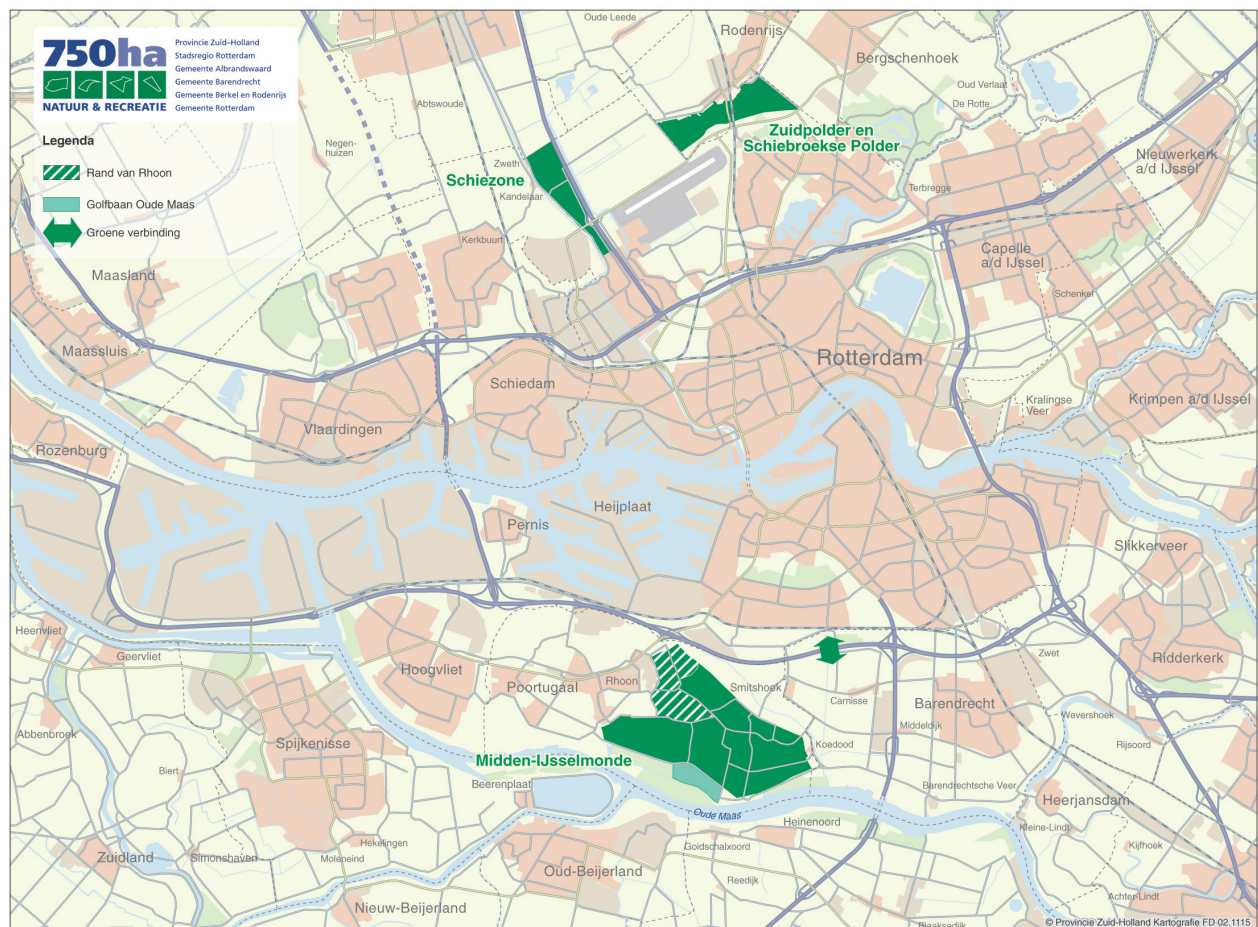 750ha
NATUUR & RECREATIE
Provincie Zuid–Holland
Stadsregio Rotterdam
Gemeente Albrandswaard
Gemeente Barendrecht
Gemeente Berkel en Rodenrijs
Gemeente Rotterdam
Legenda
Rand van Rhoon
Golfbaan Oude Maas
Groene verbinding
Oude Leede
Rodenrijs
Bergschenhoek
Oud Verlaat
De Rotte
Abtswoude
Negen-
huizen
Zuidpolder en
Schiebroekse Polder
Nieuwerkerk
a/d IJssel
Zweth
Schiezone
Kandelaar
Terbregge
Kerkbuurt
Capelle
a/d IJssel
Maasland
Schenkel
Maassluis
Rotterdam
Schiedam
Kralingse
Veer
Krimpen a/d IJssel
Vlaardingen
Rozenburg
Heijplaat
Pernis
Slikkerveer
Heenvliet
Geervliet
Zwet
Ridderkerk
Hoogvliet
Poortugaal
Rhoon
Smitshoek
Carnisse
Barendrecht
Middeldijk
Wevershoek
Rijsoord
Abbenbroek
Spijkenisse
Koedood
Biert
Midden-IJsselmonde
Beerenplaat
Barendrechtsche Veer
Heerjansdam
Oude Maas
Heinenoord
Kleine-Lindt
Kijfhoek
Hekelingen
Goidschalxoord
Zuidland
Simonshaven
Moleneind
Oud-Beijerland
Reedijk
Achter-Lindt
Nieuw-Beijerland
Blaaksedijk
© Provincie Zuid-Holland Kartografie FD 02.1115